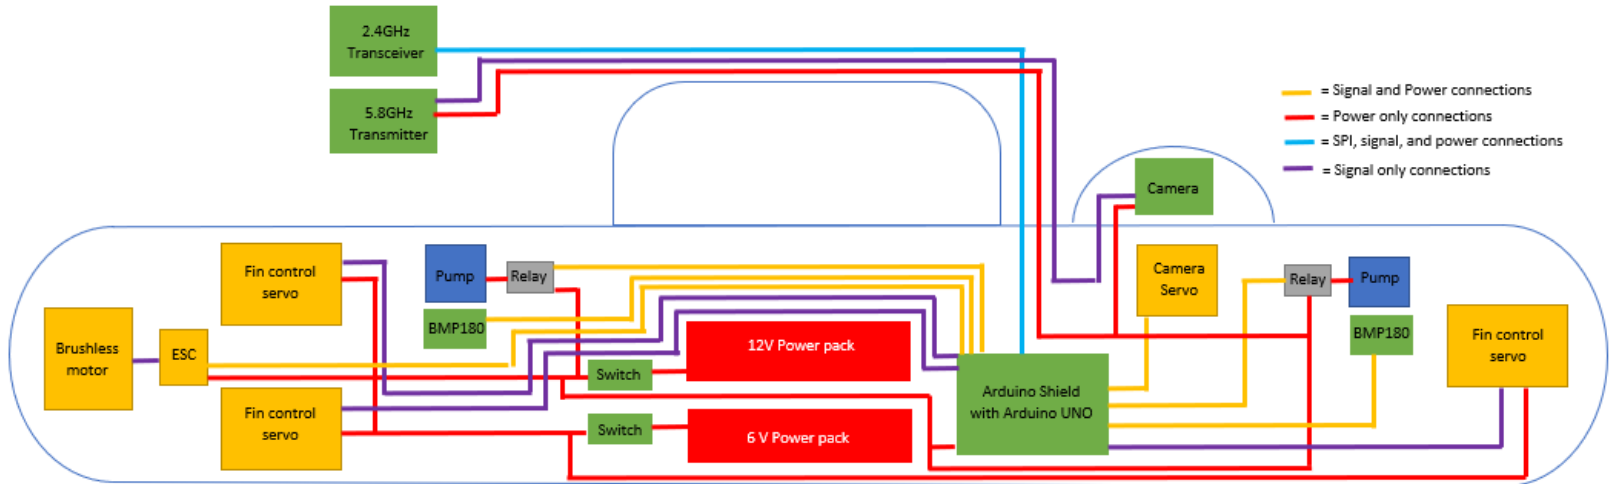 2.4GHz
Transceiver
5.8GHz
Transmitter
= Signal and Power connections
= Power only connections
= SPI, signal, and power connections
= Signal only connections
Camera
Fin control
servo
Pump
Relay
Camera
Servo
Relay
Pump
BMP180
BMP180
Brushless
motor
ESC
12V Power pack
Fin control
servo
Switch
Arduino Shield
with Arduino UNO
Fin control
servo
Switch
6 V Power pack